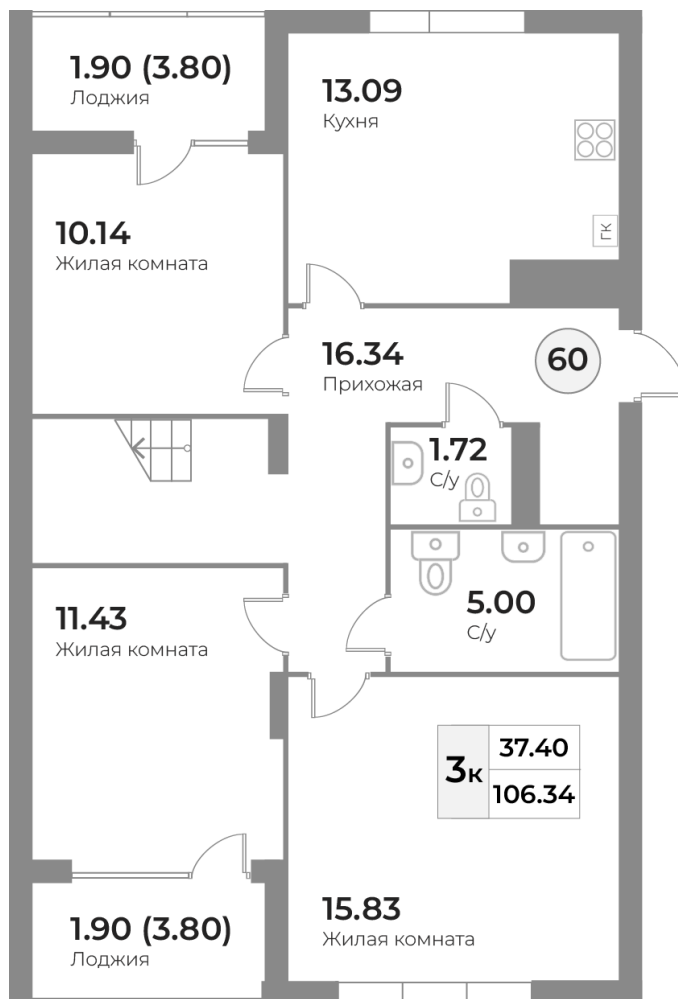 1.90 (3.80)
Лоджия
13.09
Кухня
ГК
10.14
Жилая комната
16.34
Прихожая
60
1.72
С/у
5.00
С/у
11.43
Жилая комната
3к
37.40
106.34
15.83
Жилая комната
1.90 (3.80)
Лоджия